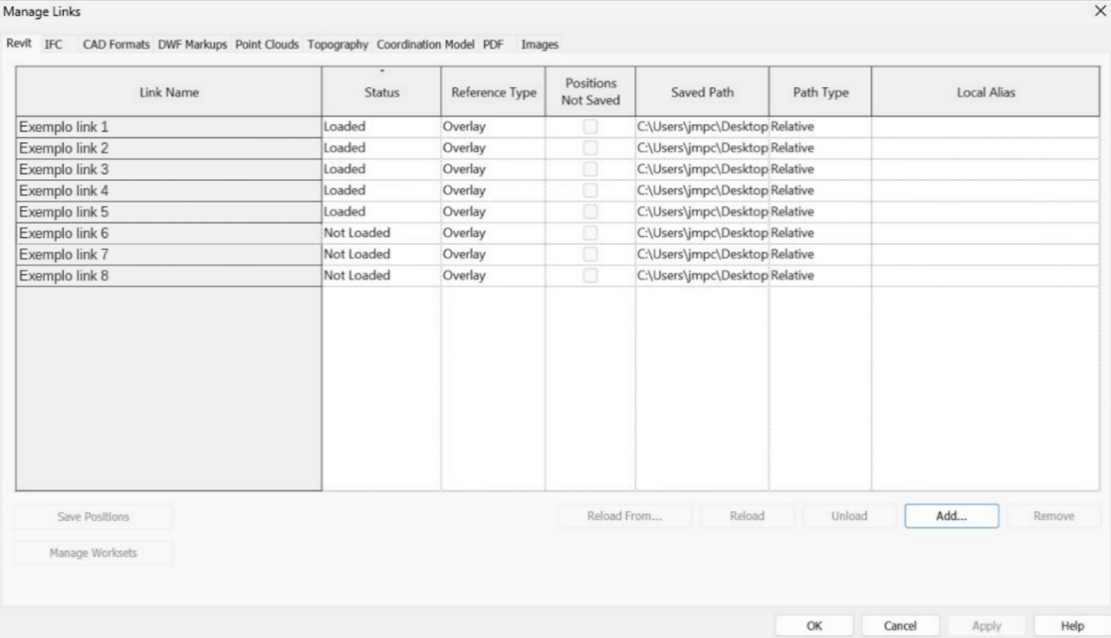 Manage Links
Revit IFC CAD Formats DWF Markups Point Clouds Topography Coordination Model PDF Images
Link Name Status Reference Type Positions Not Saved Saved Path Path Type Local Alias
Exemplo link 1 Loaded Overlay C:\Users\jmpc\Desktop Relative
Exemplo link 2 Loaded Overlay C:\Users\jmpc\Desktop Relative
Exemplo link 3 Loaded Overlay C:\Users\jmpc\Desktop Relative
Exemplo link 4 Loaded Overlay C:\Users\jmpc\Desktop Relative
Exemplo link 5 Loaded Overlay C:\Users\jmpc\Desktop Relative
Exemplo link 6 Not Loaded Overlay C:\Users\jmpc\Desktop Relative
Exemplo link 7 Not Loaded Overlay C:\Users\jmpc\Desktop Relative
Exemplo link 8 Not Loaded Overlay C:\Users\jmpc\Desktop Relative
Save Positions Reload From... Reload Unload Add... Remove
Manage Worksets
OK Cancel Apply Help